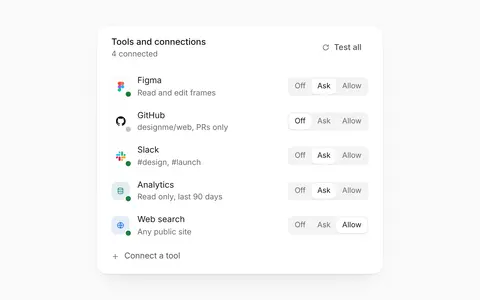 Tools and connections
4 connected
Test all
Figma
Read and edit frames
Off Ask Allow
GitHub
designme/web, PRs only
Off Ask Allow
Slack
#design, #launch
Off Ask Allow
Analytics
Read only, last 90 days
Off Ask Allow
Web search
Any public site
Off Ask Allow
+ Connect a tool